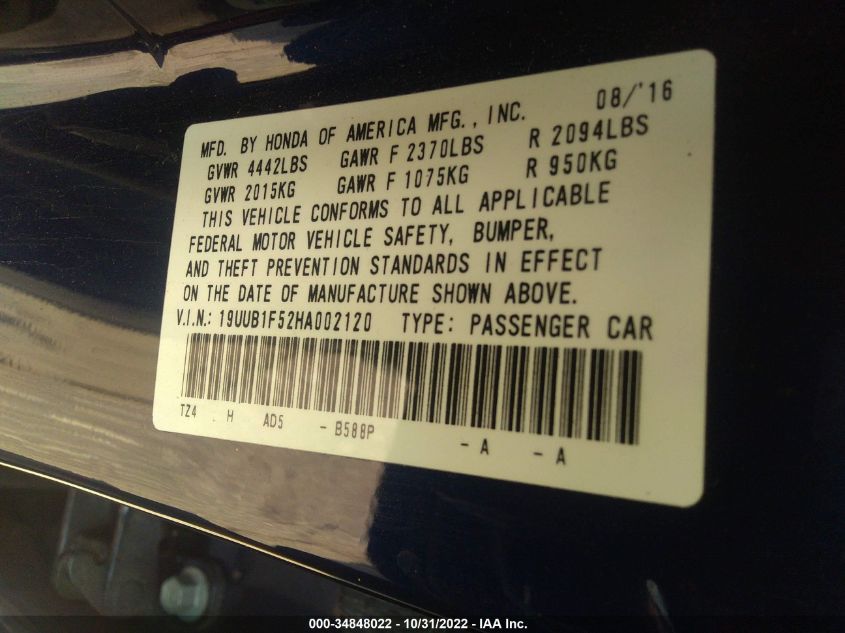 08/'16
MFD. BY HONDA OF AMERICA MFG., INC.
GVWR 4442LBS GAWR F 2370LBS R 2094LBS
GVWR 2015KG GAWR F 1075KG R 950KG
THIS VEHICLE CONFORMS TO ALL APPLICABLE
FEDERAL MOTOR VEHICLE SAFETY, BUMPER,
AND THEFT PREVENTION STANDARDS IN EFFECT
ON THE DATE OF MANUFACTURE SHOWN ABOVE.
V.I.N.: 19UUB1F52HA002120 TYPE: PASSENGER CAR
TZ4 H AD5 - B588P - A - A
000-34848022 - 10/31/2022 - IAA Inc.